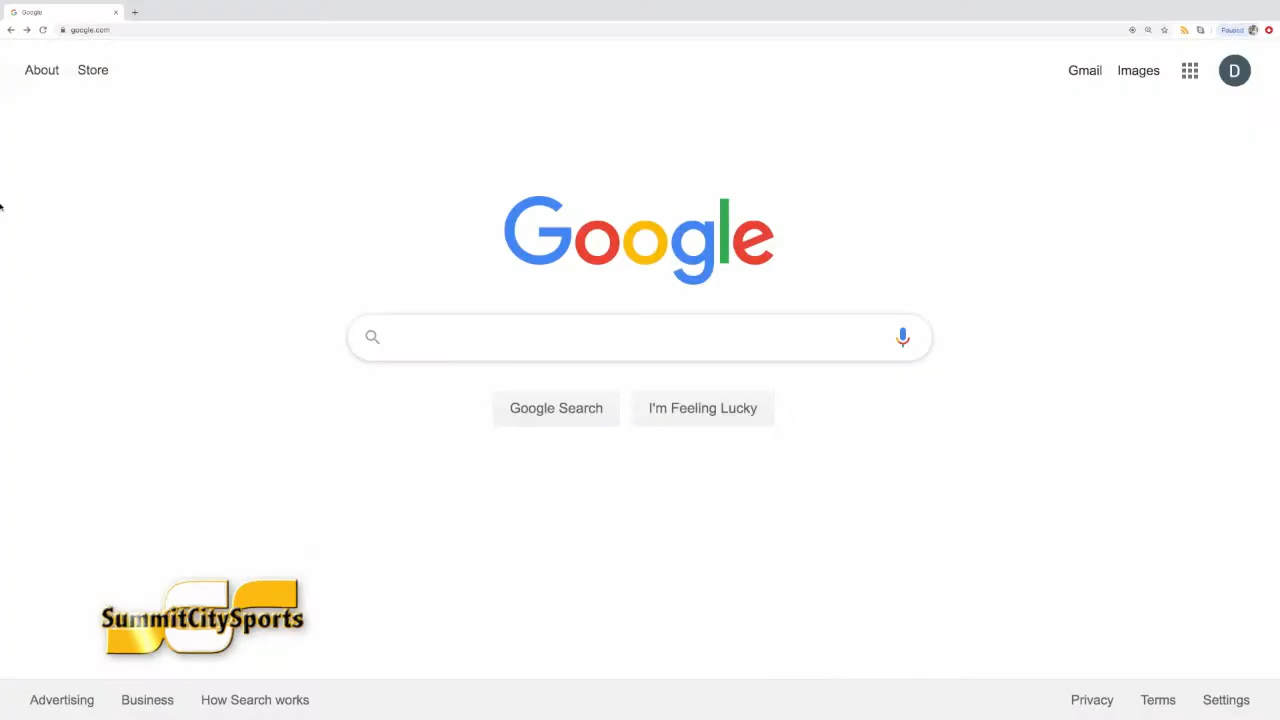 Google
google.com
Paused
About Store
Gmail Images
D
Google
Google Search
I'm Feeling Lucky
SummitCitySports
Advertising Business How Search works
Privacy Terms Settings